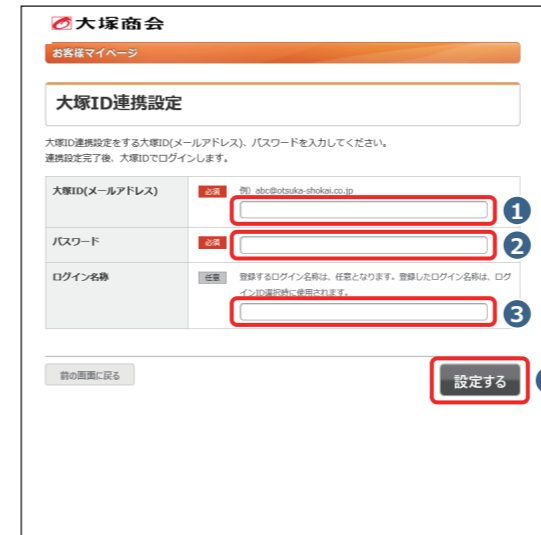 大塚商会
お客様マイページ
大塚ID連携設定
大塚ID連携設定をする大塚ID(メールアドレス)、パスワードを入力してください。
連携設定完了後、大塚IDでログインします。
大塚ID(メールアドレス) 必須 例) abc@otsuka-shokai.co.jp
1
パスワード 必須 2
ログイン名称 任意 登録するログイン名称は、任意となります。登録したログイン名称は、ログ
インID選択時に使用されます。
3
前の画面に戻る 設定する